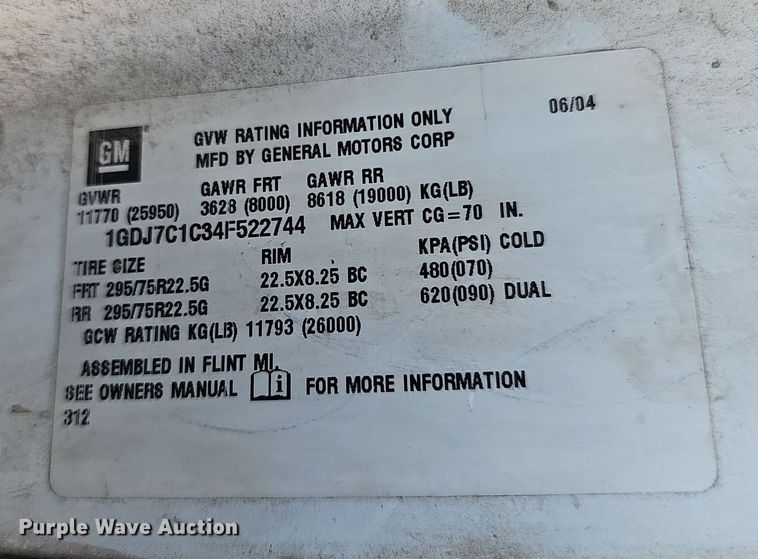 GM
GVW RATING INFORMATION ONLY
MFD BY GENERAL MOTORS CORP
06/04
GVWR GAWR FRT GAWR RR
11770 (25950) 3628 (8000) 8618 (19000) KG(LB)
1GDJ7C1C34F522744 MAX VERT CG=70 IN.
TIRE SIZE RIM KPA(PSI) COLD
FRT 295/75R22.5G 22.5X8.25 BC 480(070)
RR 295/75R22.5G 22.5X8.25 BC 620(090) DUAL
GCW RATING KG(LB) 11793 (26000)
ASSEMBLED IN FLINT MI.
SEE OWNERS MANUAL i FOR MORE INFORMATION
312
Purple Wave Auction